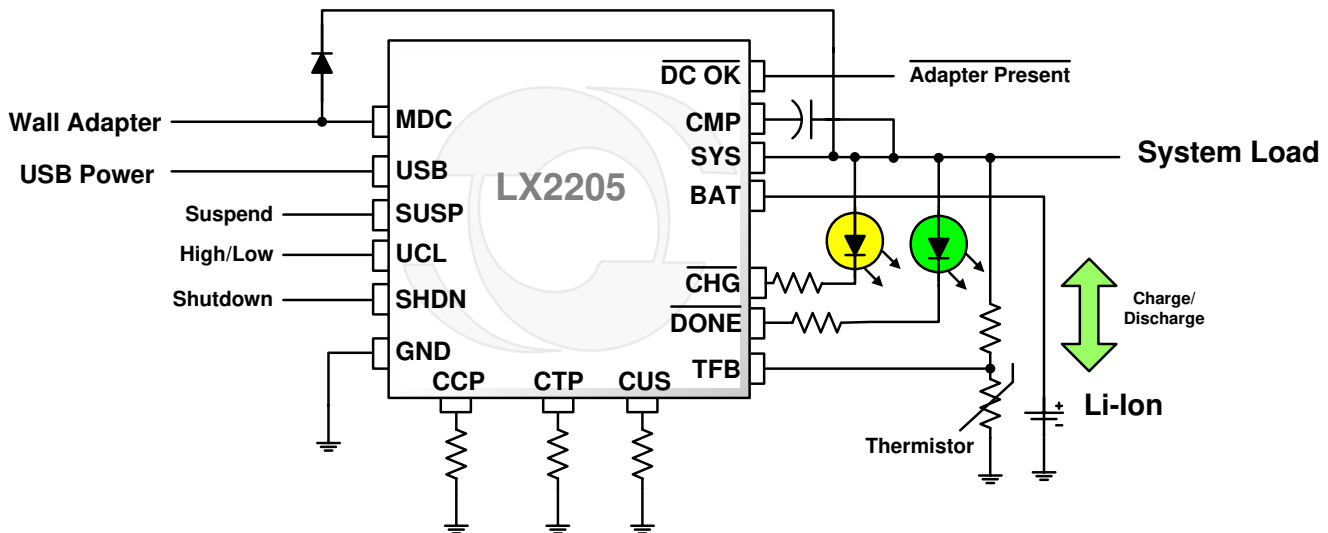 Wall Adapter
USB Power
Suspend
High/Low
Shutdown
MDC
USB
SUSP
UCL
SHDN
GND
LX2205
CCP
CTP
CUS
DC OK
CMP
SYS
BAT
CHG
DONE
TFB
Adapter Present
System Load
Charge/
Discharge
+
-
Li-Ion
Thermistor